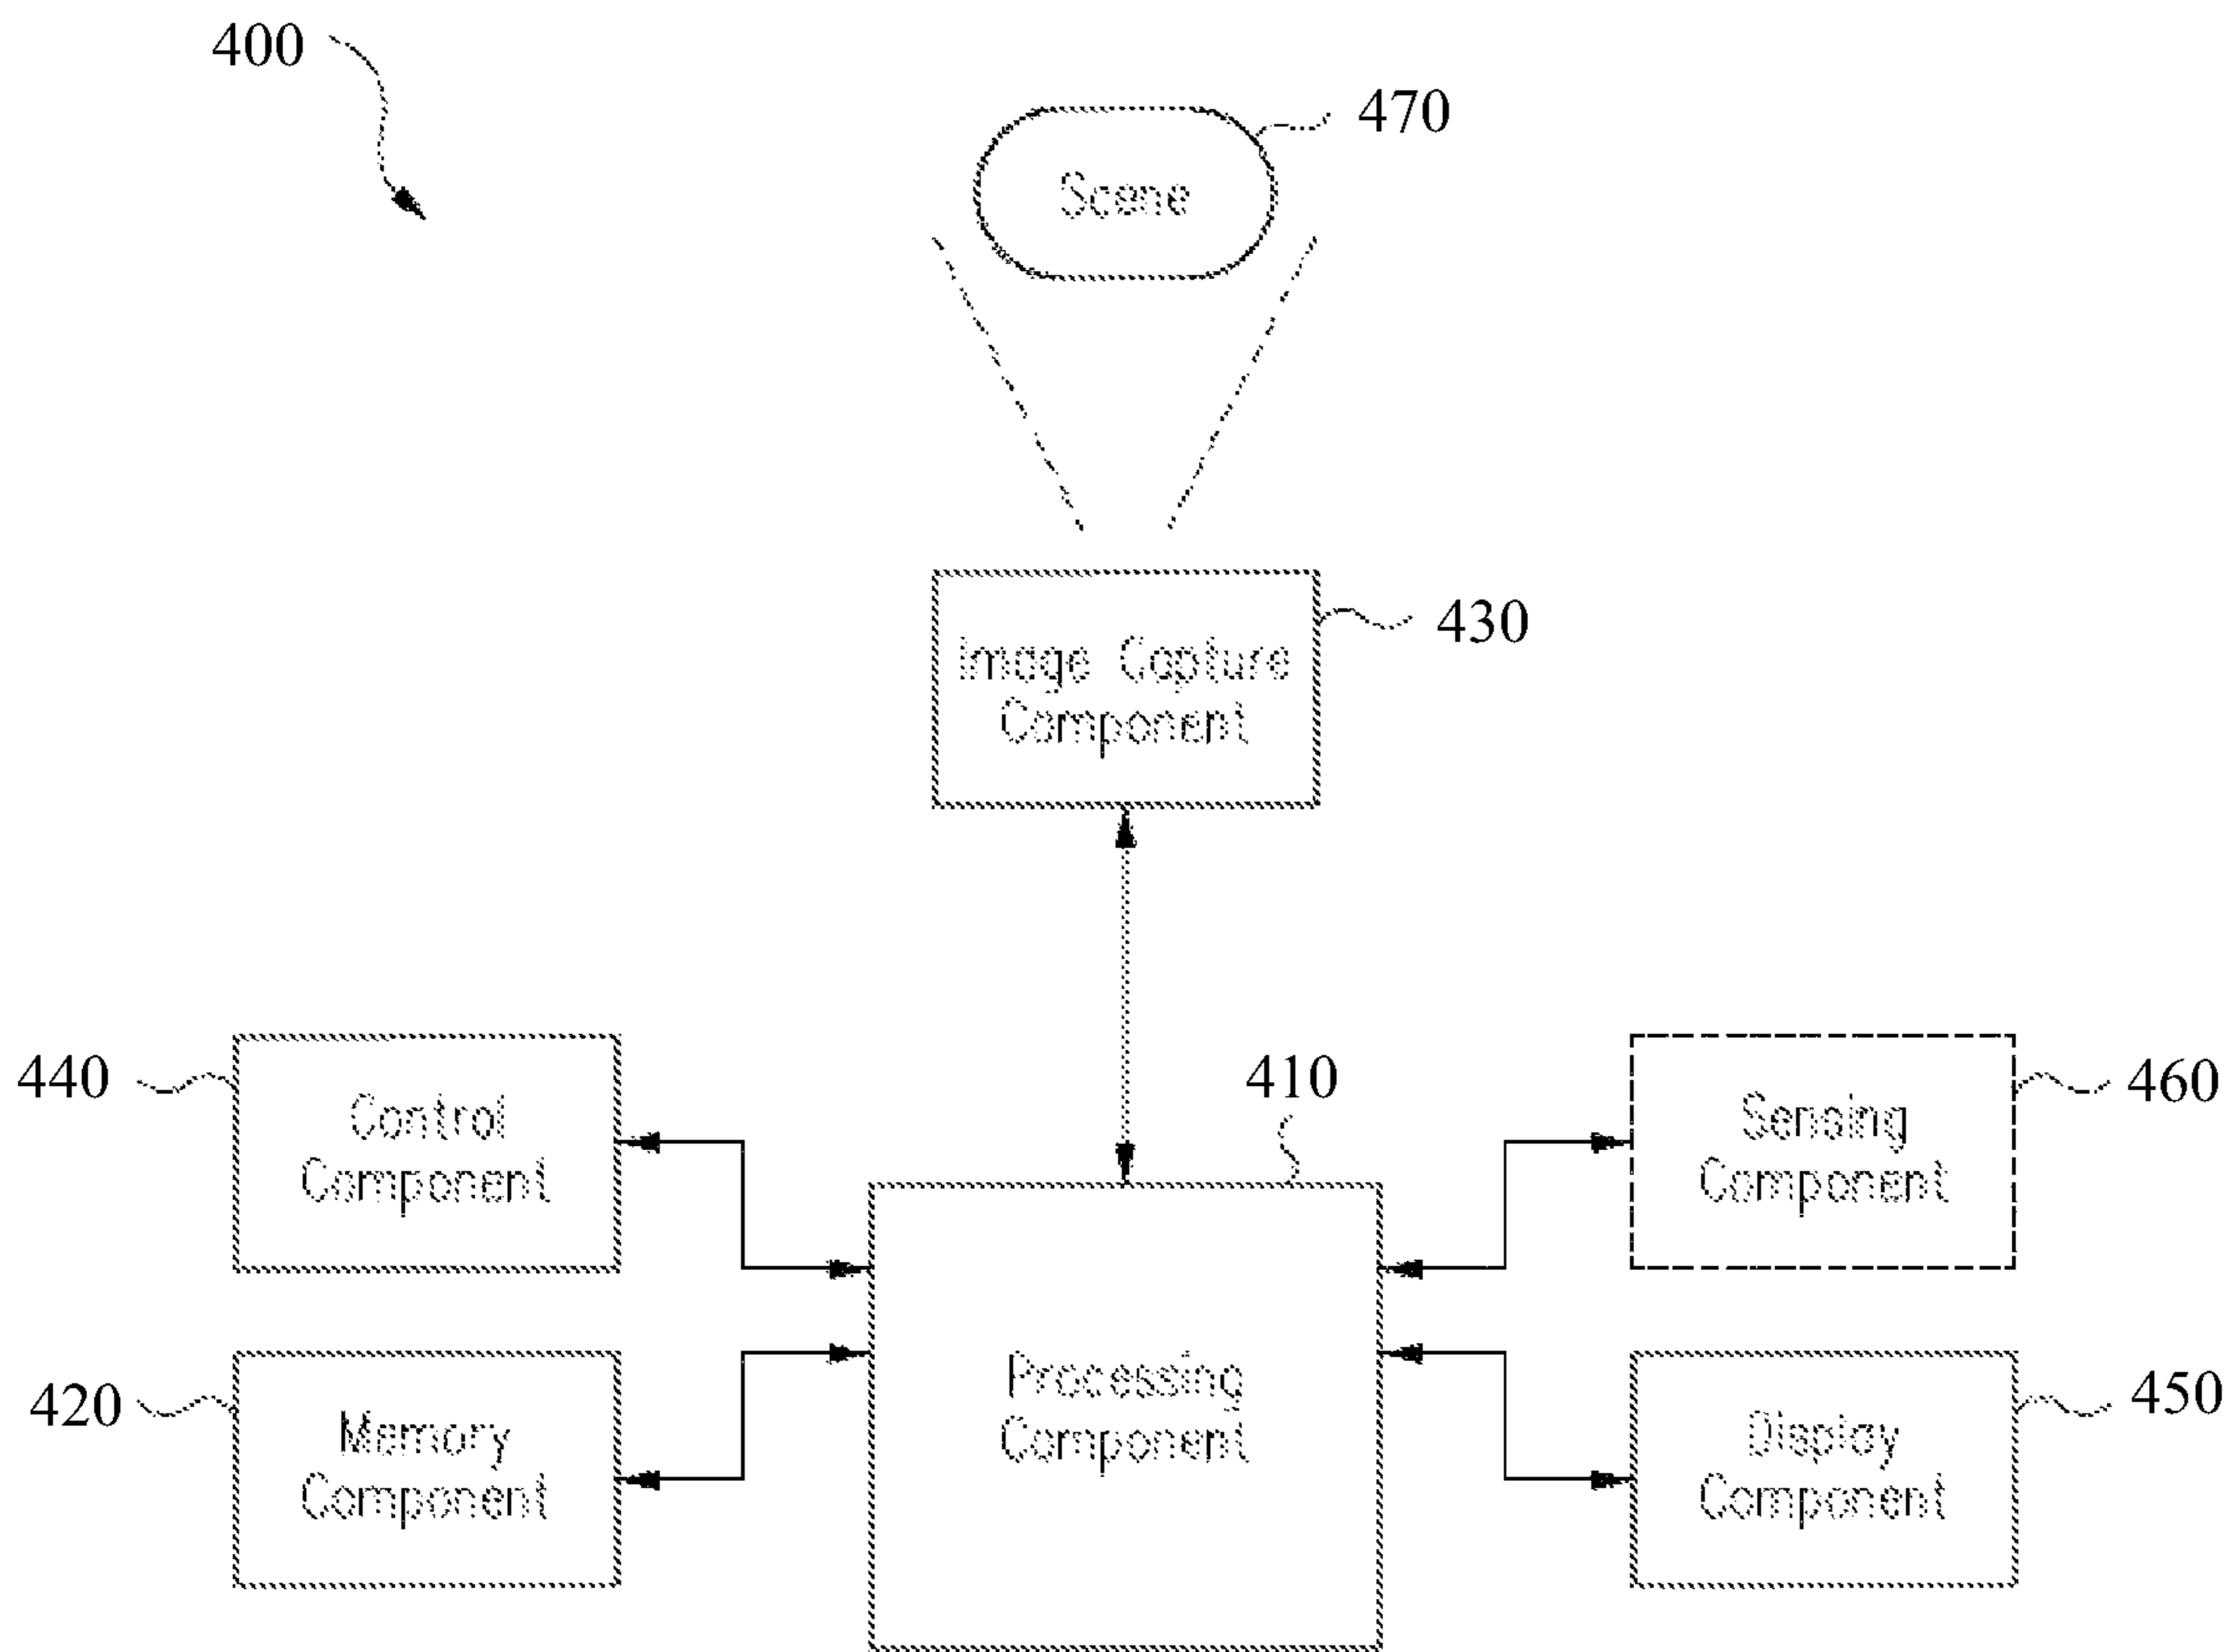 400
470
Scene
430
Image Capture
Component
440
Control
Component
410
460
Sensing
Component
420
Memory
Component
Processing
Component
450
Display
Component